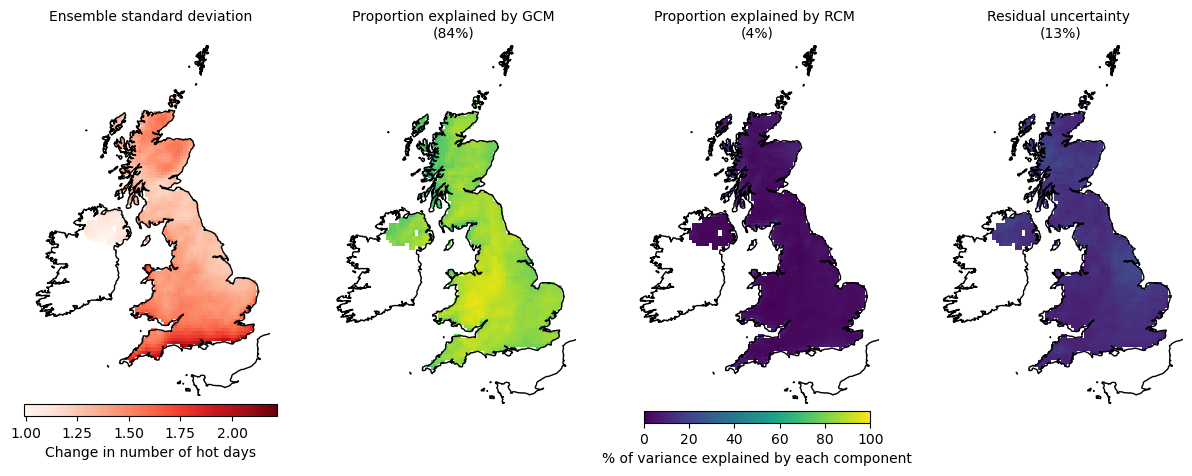 Ensemble standard deviation
Proportion explained by GCM
(84%)
Proportion explained by RCM
(4%)
Residual uncertainty
(13%)
1.00 1.25 1.50 1.75 2.00
Change in number of hot days
0 20 40 60 80 100
% of variance explained by each component